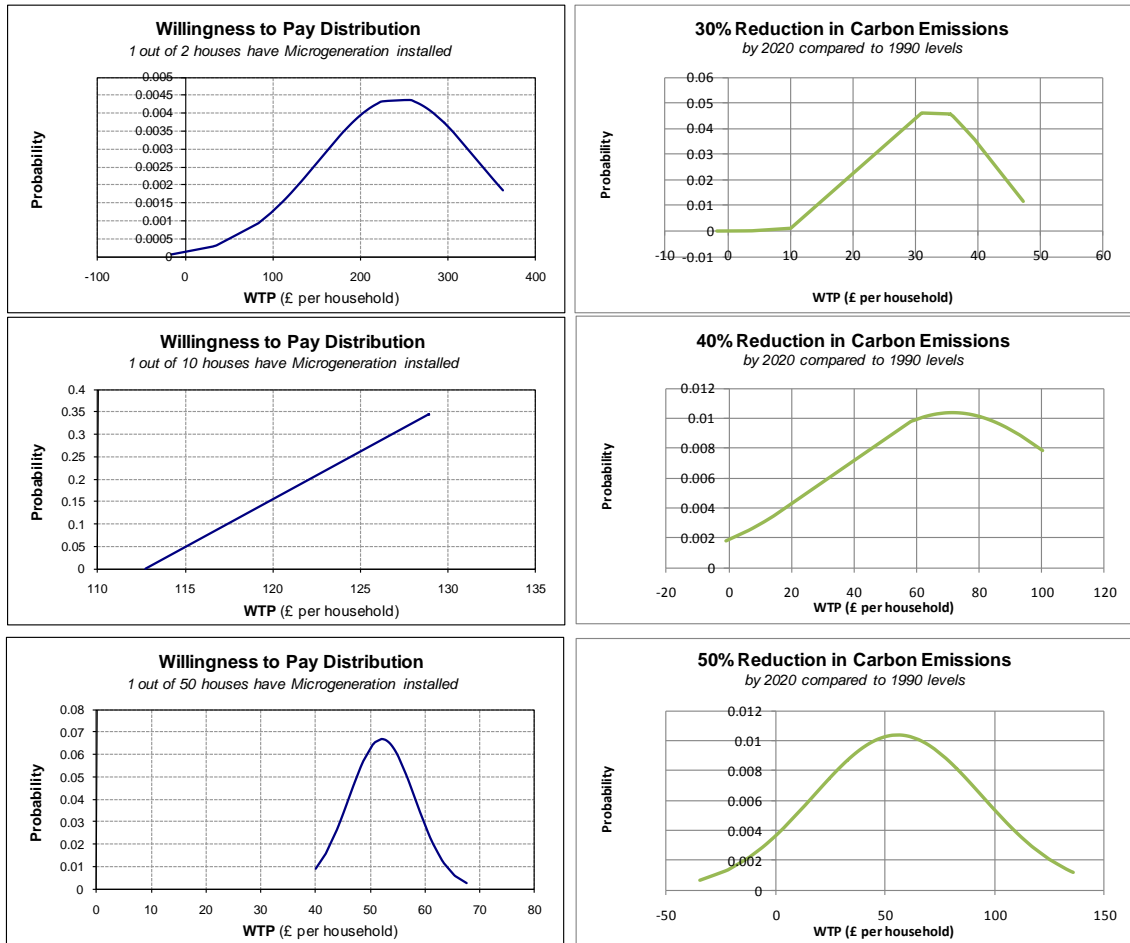 Willingness to Pay Distribution
1 out of 2 houses have Microgeneration installed
0.005
0.0045
0.004
0.0035
0.003
0.0025
0.002
0.0015
0.001
0.0005
0
-100 0 100 200 300 400
Probability
WTP (£ per household)
30% Reduction in Carbon Emissions
by 2020 compared to 1990 levels
0.06
0.05
0.04
0.03
0.02
0.01
0
-0.01
-10 0 10 20 30 40 50 60
Probability
WTP (£ per household)
Willingness to Pay Distribution
1 out of 10 houses have Microgeneration installed
0.4
0.35
0.3
0.25
0.2
0.15
0.1
0.05
0
110 115 120 125 130 135
Probability
WTP (£ per household)
40% Reduction in Carbon Emissions
by 2020 compared to 1990 levels
0.012
0.01
0.008
0.006
0.004
0.002
0
-20 0 20 40 60 80 100 120
Probability
WTP (£ per household)
Willingness to Pay Distribution
1 out of 50 houses have Microgeneration installed
0.08
0.07
0.06
0.05
0.04
0.03
0.02
0.01
0
0 10 20 30 40 50 60 70 80
Probability
WTP (£ per household)
50% Reduction in Carbon Emissions
by 2020 compared to 1990 levels
0.012
0.01
0.008
0.006
0.004
0.002
0
-50 0 50 100 150
Probability
WTP (£ per household)